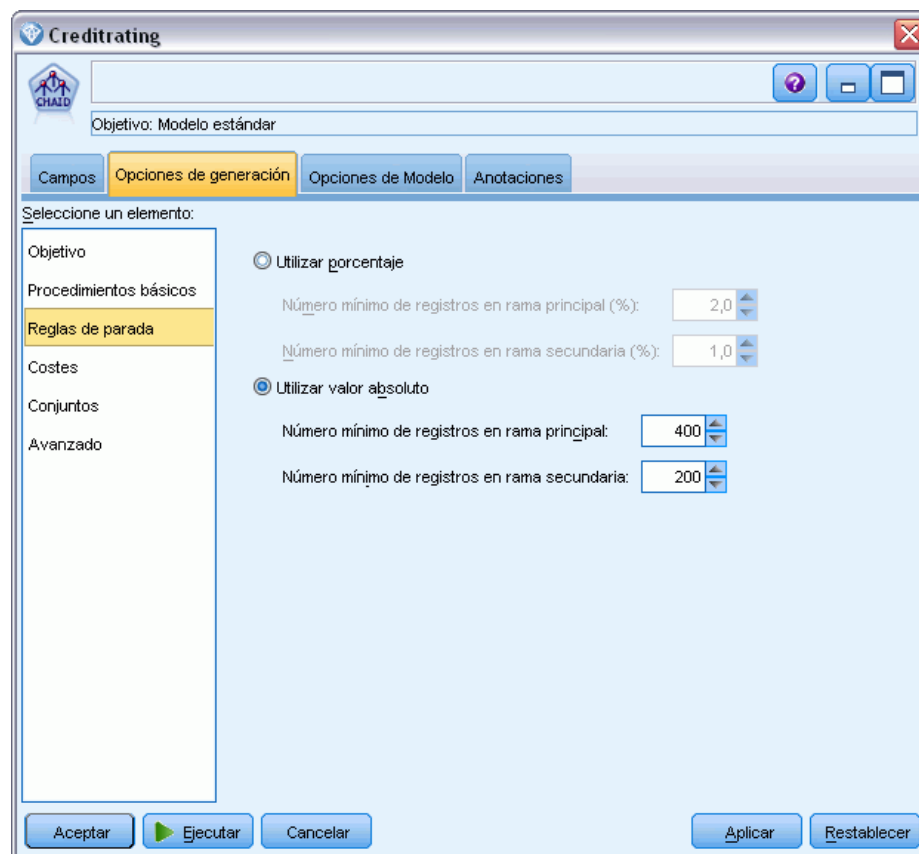 Creditrating
CHAID
Objetivo: Modelo estándar
Campos
Opciones de generación
Opciones de Modelo
Anotaciones
Seleccione un elemento:
Objetivo
Procedimientos básicos
Reglas de parada
Costes
Conjuntos
Avanzado
Utilizar porcentaje
Número mínimo de registros en rama principal (%): 2,0
Número mínimo de registros en rama secundaria (%): 1,0
Utilizar valor absoluto
Número mínimo de registros en rama principal: 400
Número mínimo de registros en rama secundaria: 200
Aceptar
Ejecutar
Cancelar
Aplicar
Restablecer